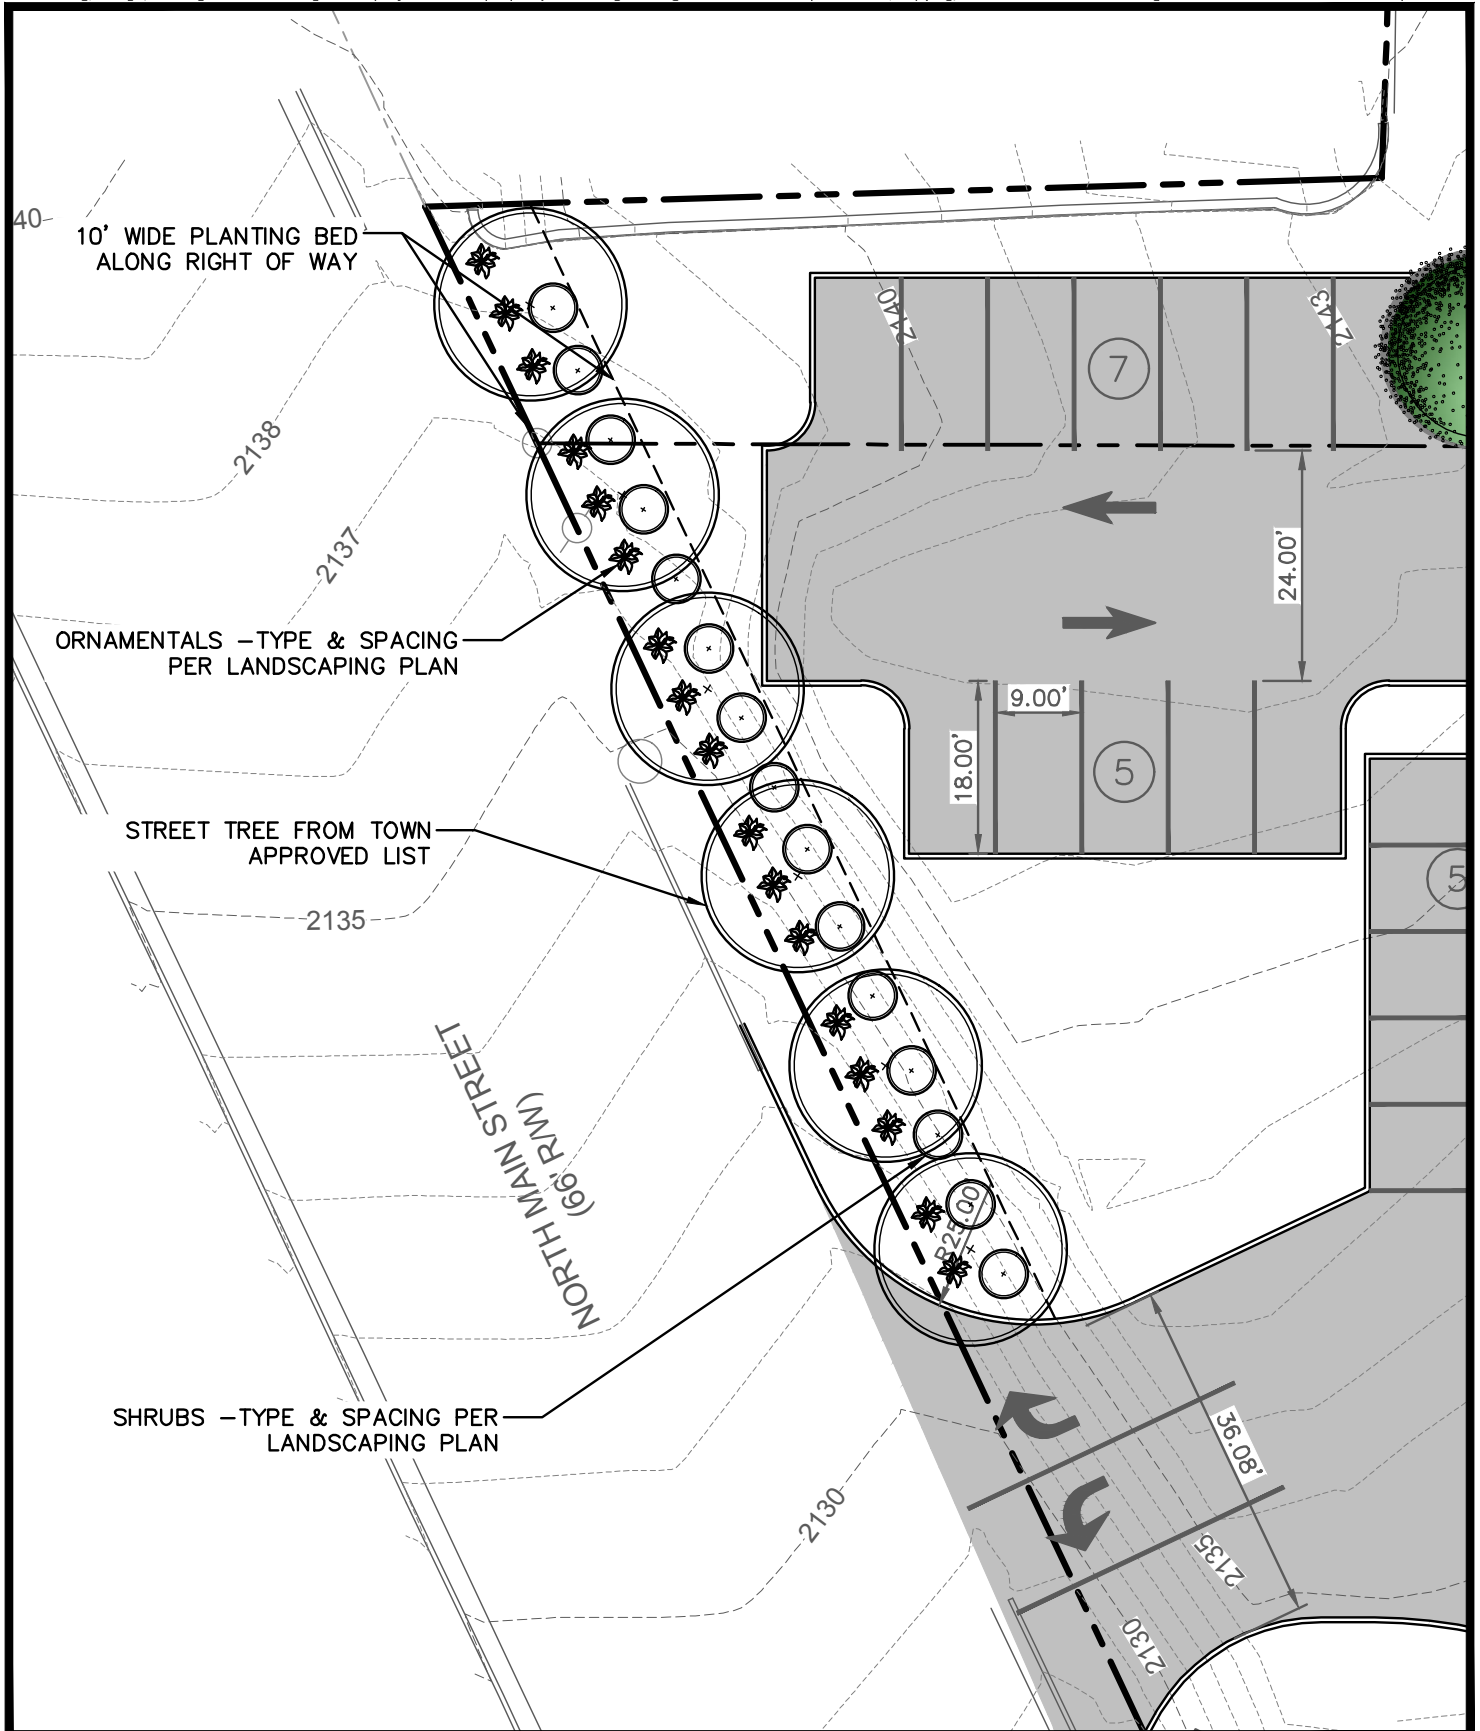 40
10' WIDE PLANTING BED
ALONG RIGHT OF WAY
2140
2143
7
2138
2137
24.00'
ORNAMENTALS -TYPE & SPACING
PER LANDSCAPING PLAN
9.00'
18.00'
5
STREET TREE FROM TOWN
APPROVED LIST
5
2135
NORTH MAIN STREET
(66' R/W)
R25.00
SHRUBS -TYPE & SPACING PER
LANDSCAPING PLAN
36.08'
2130
2135
2130